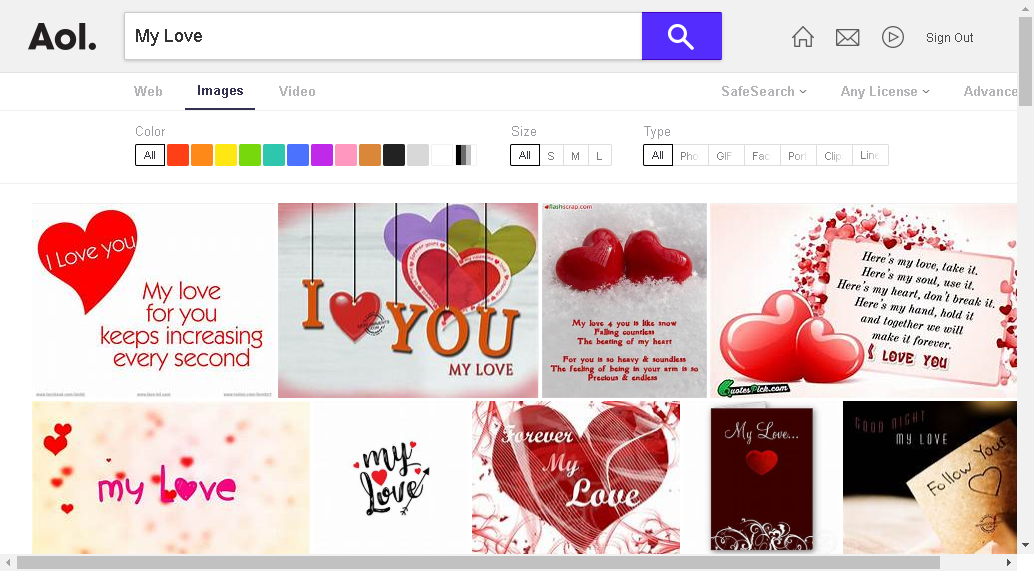 Aol.
My Love
Sign Out
Web
Images
Video
SafeSearch
Any License
Advance
Color
Size
Type
All
All
S
M
L
All
Pho
GIF
Fac
Por
Clip
Line
I Love you
My love
for you
keeps increasing
every second
I
YOU
MY LOVE
flashscrap.com
My love 4 you is like snow
Falling countless
The beating of my heart
For you is so heavy & soundless
The feeling of being in your arm is so
Precious & endless
Here's my love, take it.
Here's my soul, use it.
Here's my heart, don't break it.
Here's my hand, hold it
and together we will
make it forever.
I LOVE YOU
QuotesPick.com
my Love
my
Love
Forever
My
Love
My Love...
GOOD NIGHT
MY LOVE
Follow Your